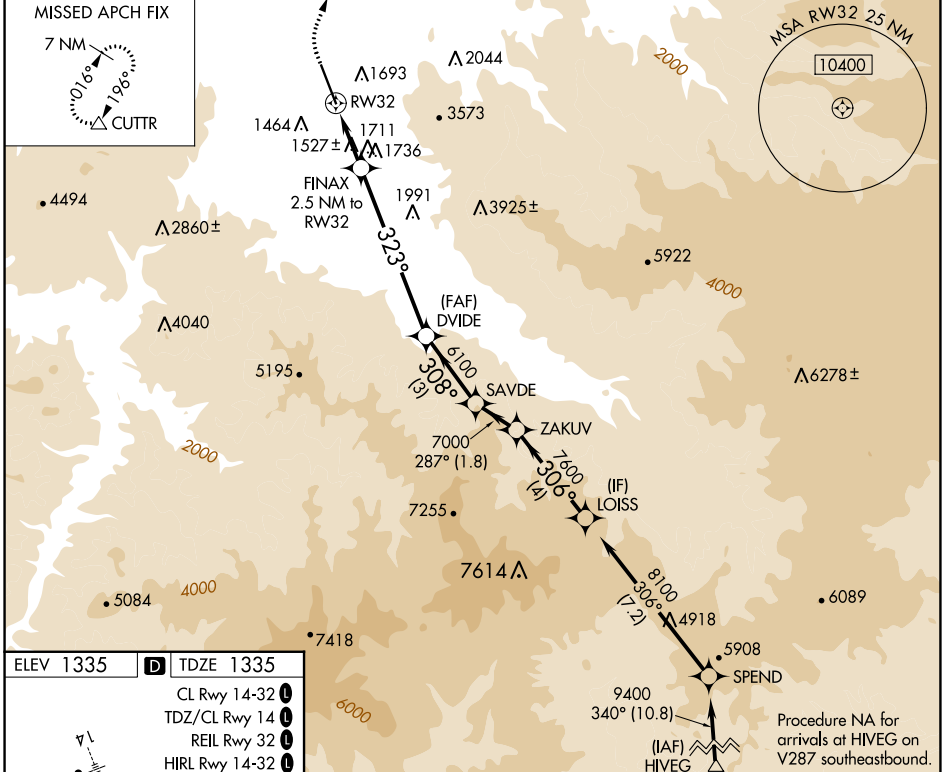 MISSED APCH FIX
7 NM
016°
196°
CUTTR
MSA RW32 25 NM
10400
2000
1693
2044
RW32
3573
1464
1711
1527±
1736
FINAX
2.5 NM to
RW32
1991
3925±
4494
2860±
323°
5922
4000
(FAF)
DVIDE
4040
6100
308°
(3)
5195
SAVDE
6278±
ZAKUV
7000
287° (1.8)
2000
7600
306°
(4)
(IF)
LOISS
7255
7614
8100
306°
(7.2)
4000
5084
4918
6089
7418
5908
SPEND
6000
9400
340° (10.8)
(IAF)
HIVEG
Procedure NA for
arrivals at HIVEG on
V287 southeastbound.
ELEV 1335
D
TDZE 1335
CL Rwy 14-32 L
TDZ/CL Rwy 14 L
REIL Rwy 32 L
HIRL Rwy 14-32 L
14